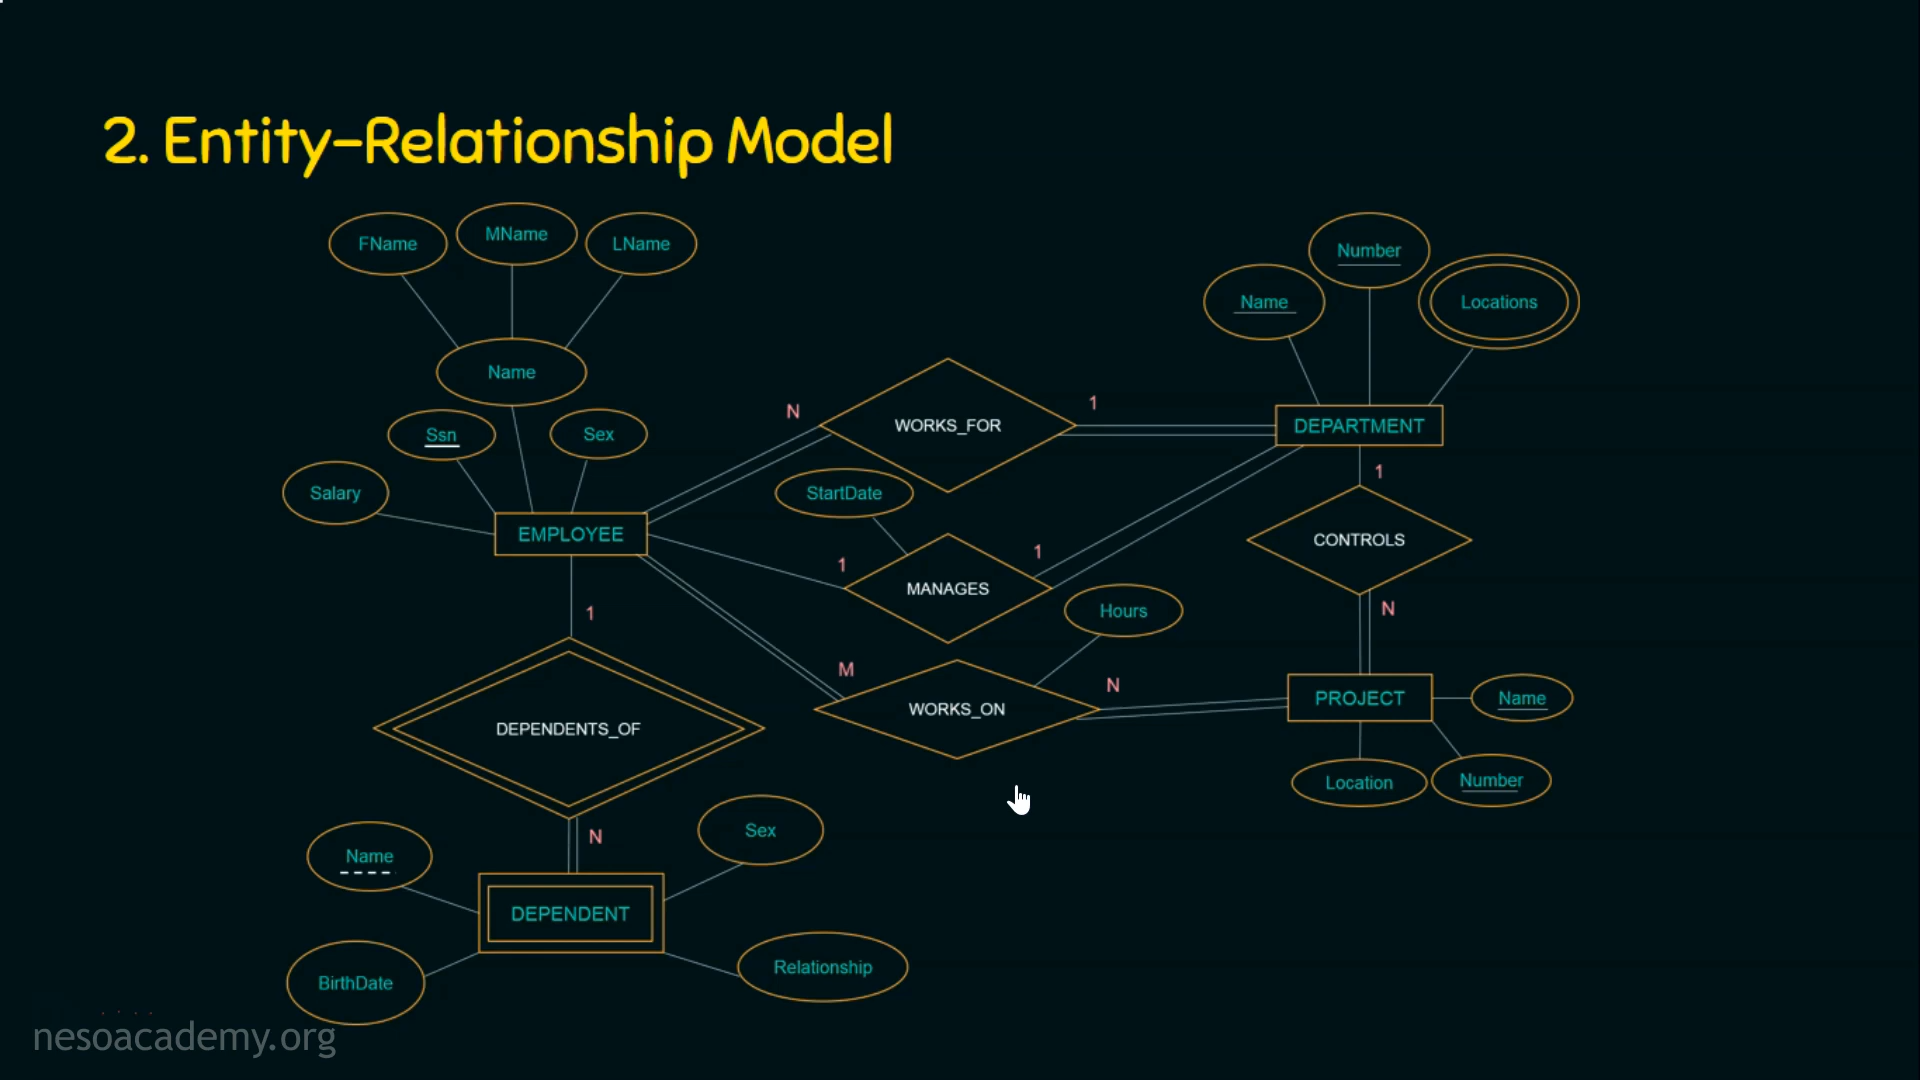 2. Entity-Relationship Model
FName
MName
LName
Number
Name
Locations
Name
N
1
WORKS_FOR
DEPARTMENT
Ssn
Sex
1
Salary
StartDate
EMPLOYEE
CONTROLS
1
1
MANAGES
Hours
N
1
M
N
PROJECT
Name
WORKS_ON
DEPENDENTS_OF
Location
Number
N
Sex
Name
DEPENDENT
Relationship
BirthDate
nesoacademy.org